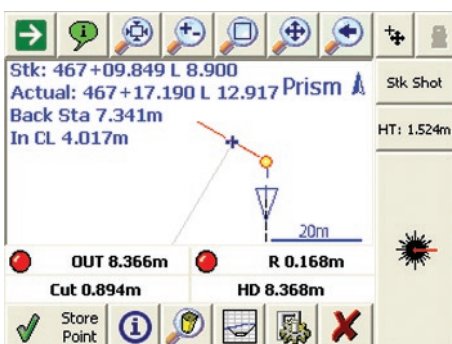 Stk: 467+09.849 L 8.900
Actual: 467+17.190 L 12.917 Prism
Back Sta 7.341m
In CL 4.017m
Stk Shot
HT: 1.524m
20m
OUT 8.366m R 0.168m
Cut 0.894m HD 8.368m
Store
Point